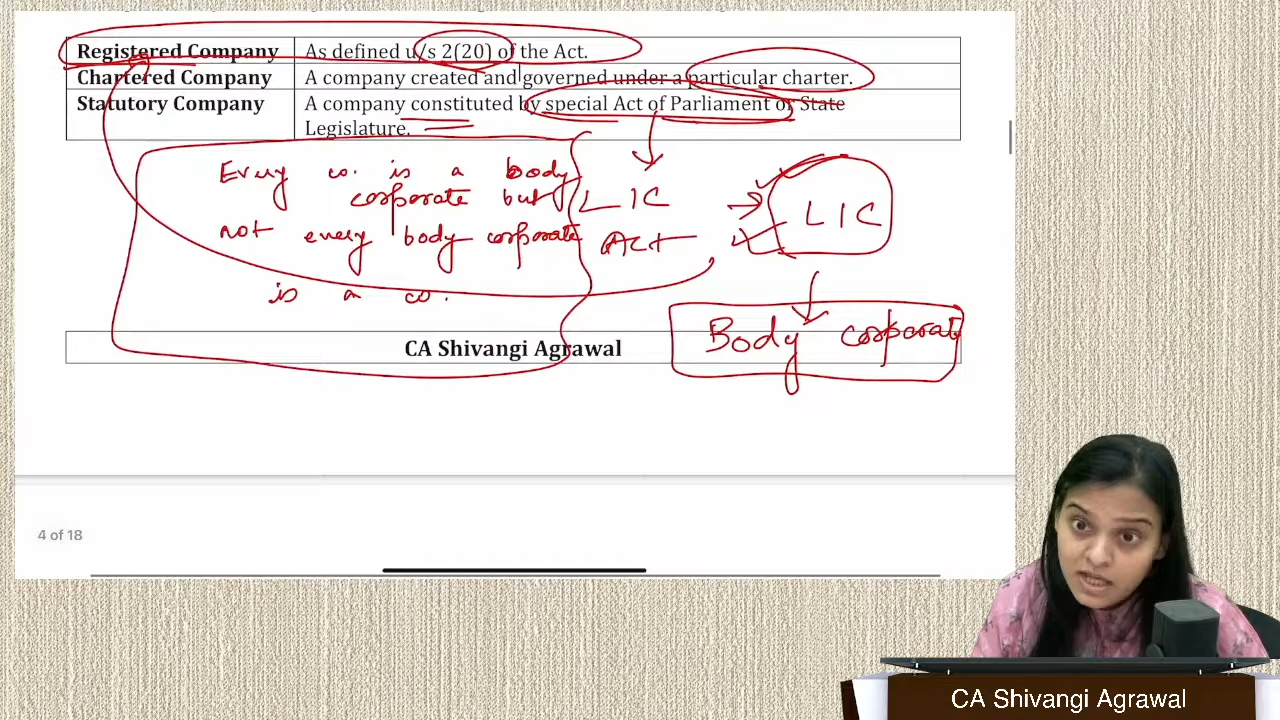 Registered Company As defined u/s 2(20) of the Act.
Chartered Company A company created and governed under a particular charter.
Statutory Company A company constituted by special Act of Parliament or State
Legislature.
Every co. is a body
corporate but
not every body corporate
is a co.
LIC
Act
LIC
Body corporate
CA Shivangi Agrawal
4 of 18
CA Shivangi Agrawal